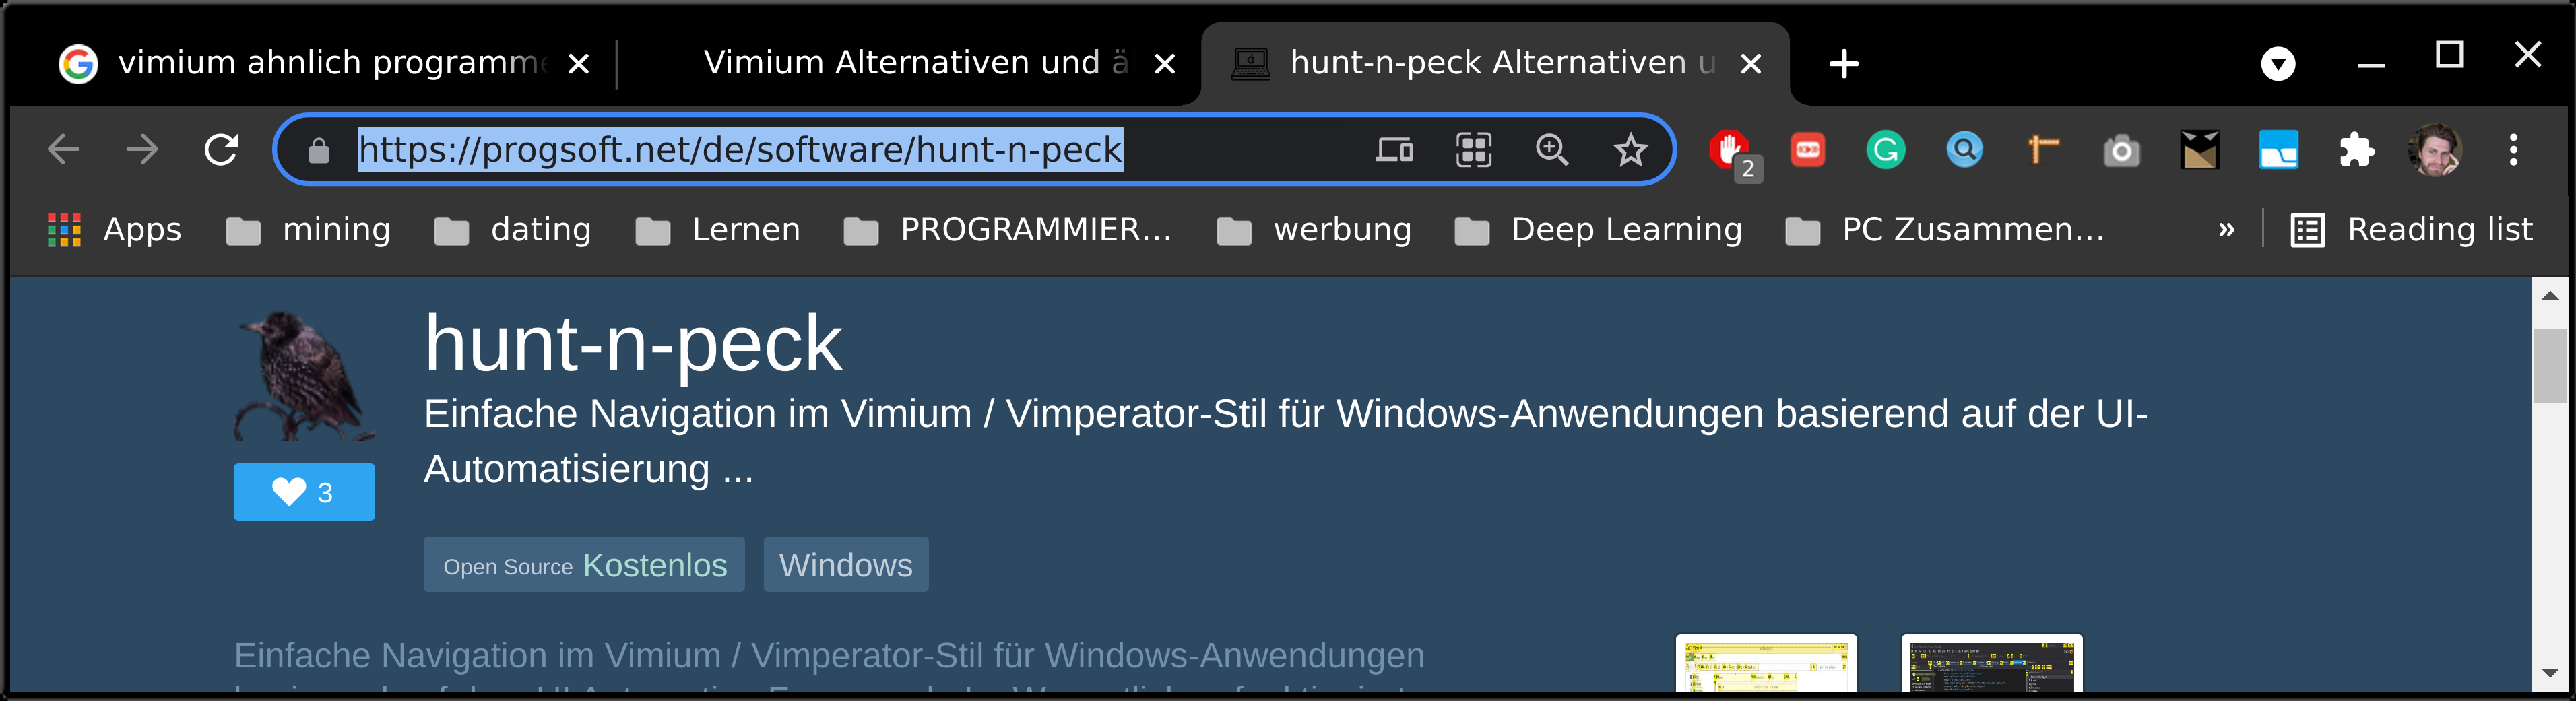 vimium ahnlich programme
Vimium Alternativen und ä
hunt-n-peck Alternativen u
https://progsoft.net/de/software/hunt-n-peck
2
Apps
mining
dating
Lernen
PROGRAMMIER...
werbung
Deep Learning
PC Zusammen...
»
Reading list
hunt-n-peck
Einfache Navigation im Vimium / Vimperator-Stil für Windows-Anwendungen basierend auf der UI-
Automatisierung ...
3
Open Source Kostenlos
Windows
Einfache Navigation im Vimium / Vimperator-Stil für Windows-Anwendungen